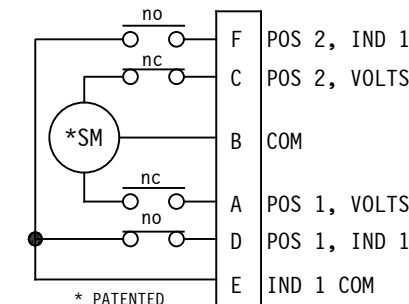 no
F POS 2, IND 1
nc
C POS 2, VOLTS
*SM
B COM
nc
A POS 1, VOLTS
no
D POS 1, IND 1
E IND 1 COM
* PATENTED